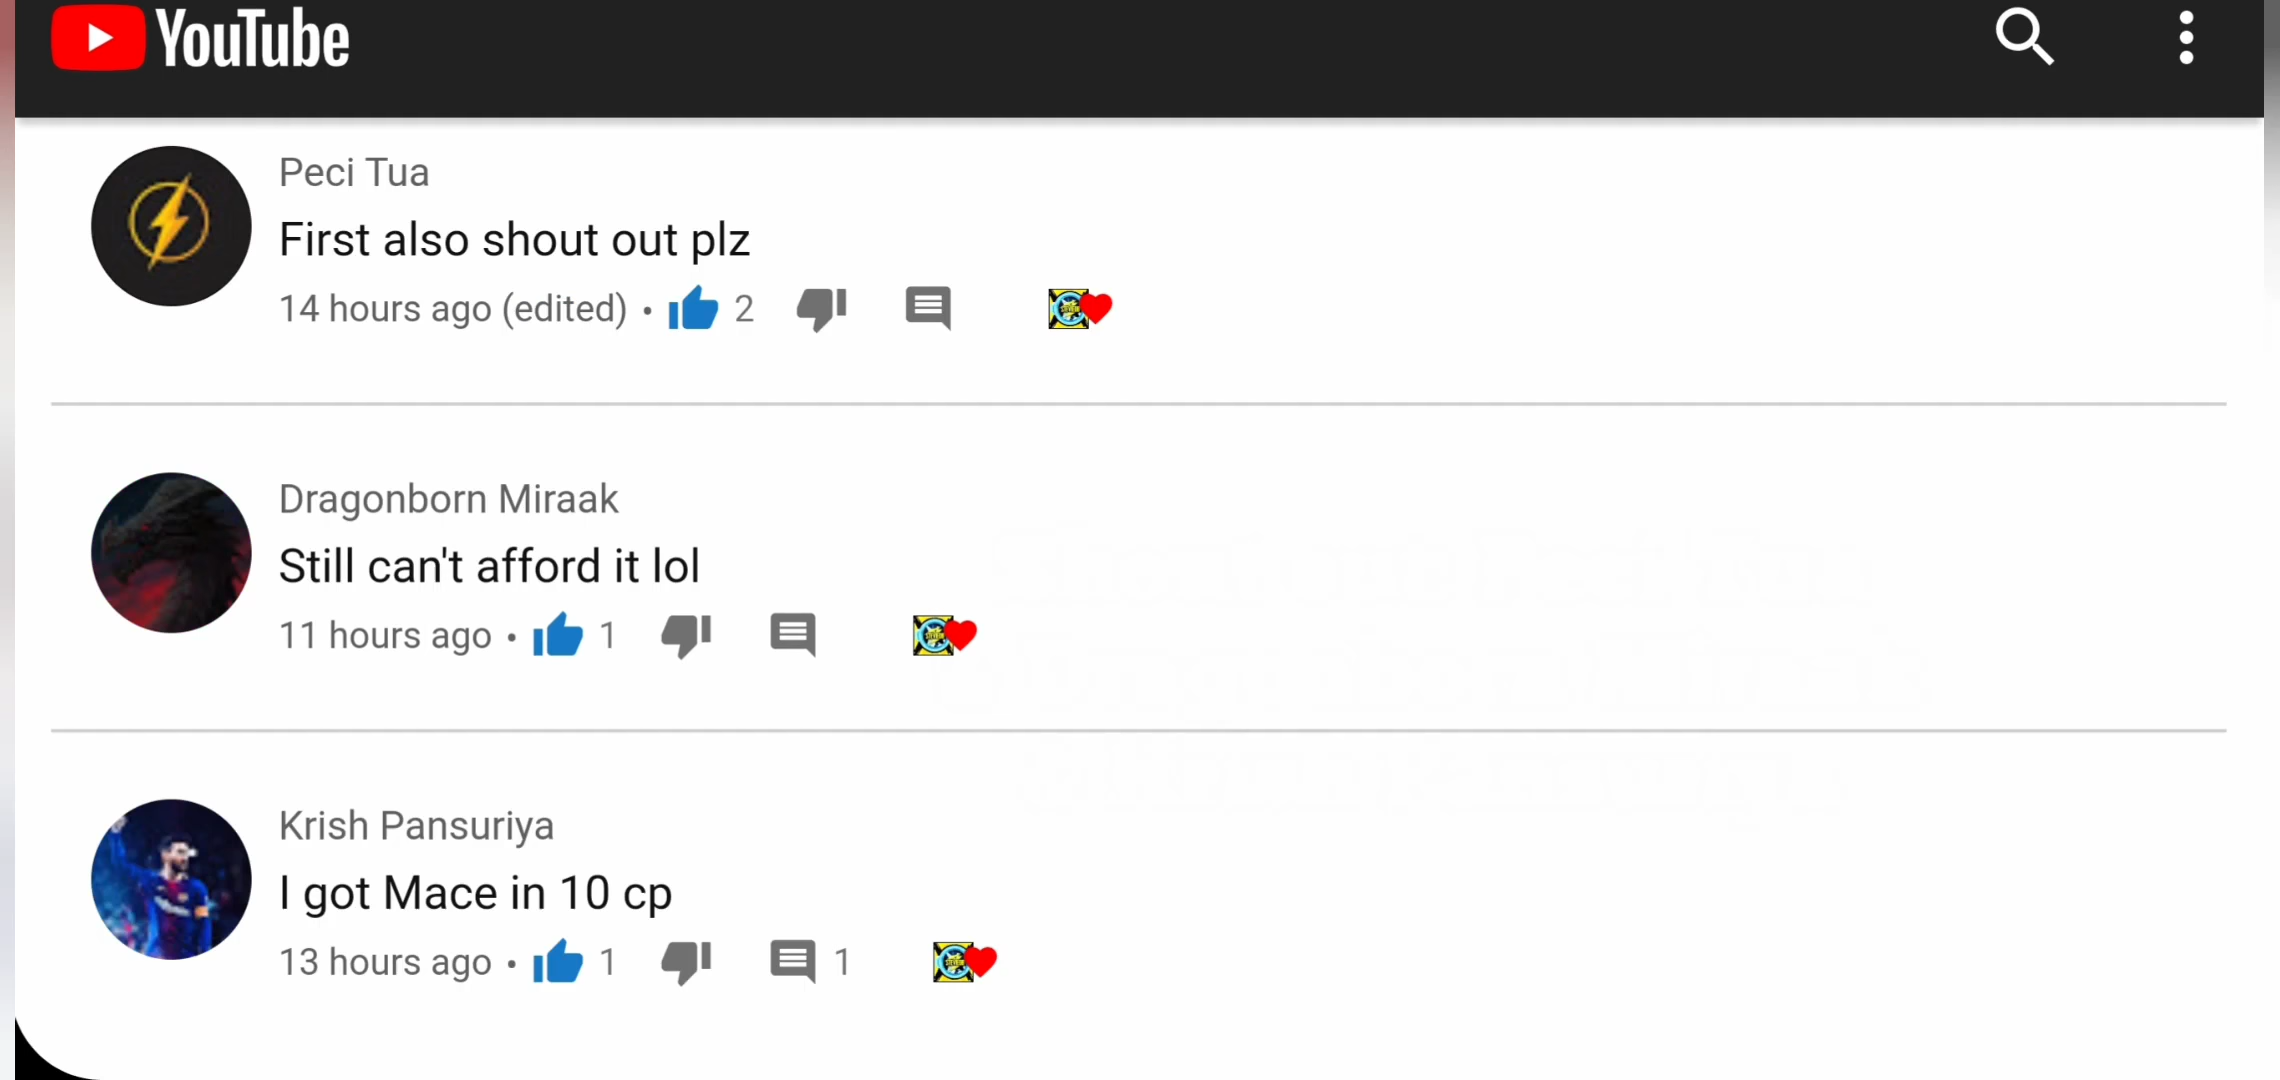 YouTube
Peci Tua
First also shout out plz
14 hours ago (edited) • 2
Dragonborn Miraak
Still can't afford it lol
11 hours ago • 1
Krish Pansuriya
I got Mace in 10 cp
13 hours ago • 1 1